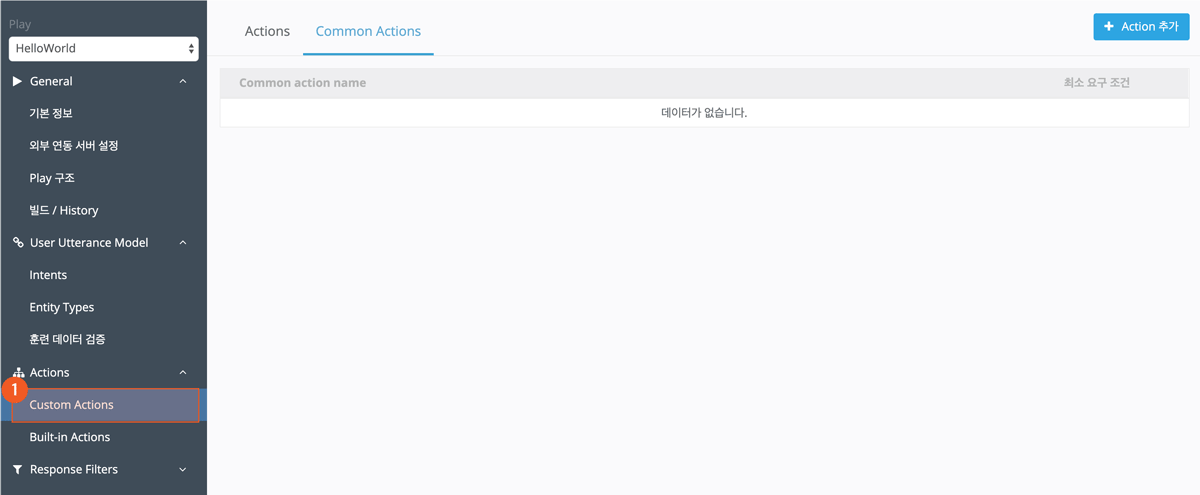 Play
HelloWorld
General
기본 정보
외부 연동 서버 설정
Play 구조
빌드 / History
User Utterance Model
Intents
Entity Types
훈련 데이터 검증
Actions
1
Custom Actions
Built-in Actions
Response Filters
Actions
Common Actions
+ Action 추가
Common action name
최소 요구 조건
데이터가 없습니다.